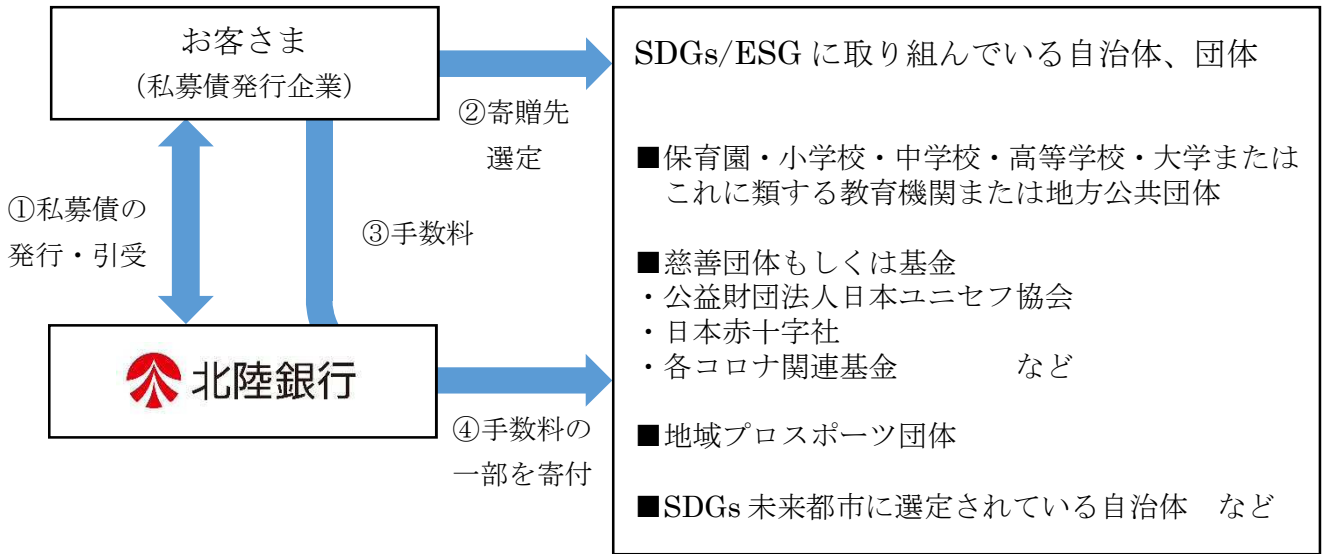 お客さま
(私募債発行企業)
①私募債の
発行・引受
②寄贈先
選定
③手数料
北陸銀行
④手数料の
一部を寄付
SDGs/ESG に取り組んでいる自治体、団体
■保育園・小学校・中学校・高等学校・大学または
これに類する教育機関または地方公共団体
■慈善団体もしくは基金
・公益財団法人日本ユニセフ協会
・日本赤十字社
・各コロナ関連基金　　　など
■地域プロスポーツ団体
■SDGs 未来都市に選定されている自治体　など